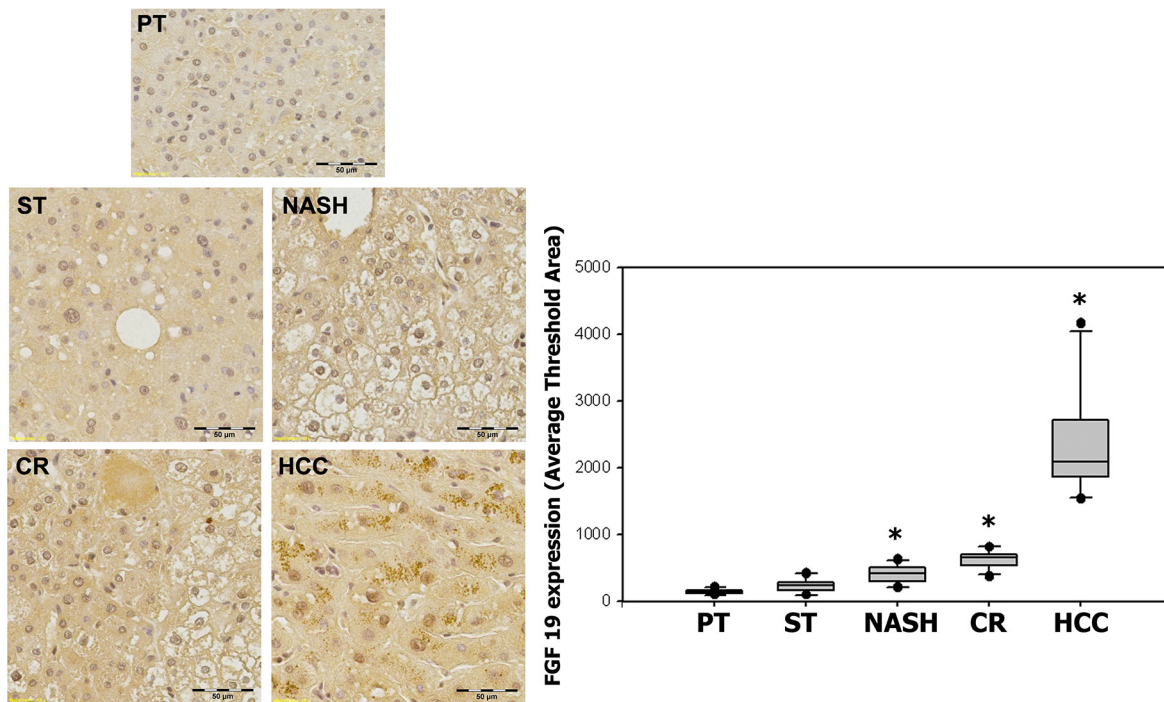 PT
50 µm
ST
50 µm
NASH
50 µm
CR
50 µm
HCC
50 µm
FGF 19 expression (Average Threshold Area)
5000
4000
3000
2000
1000
0
*
*
*
PT ST NASH CR HCC